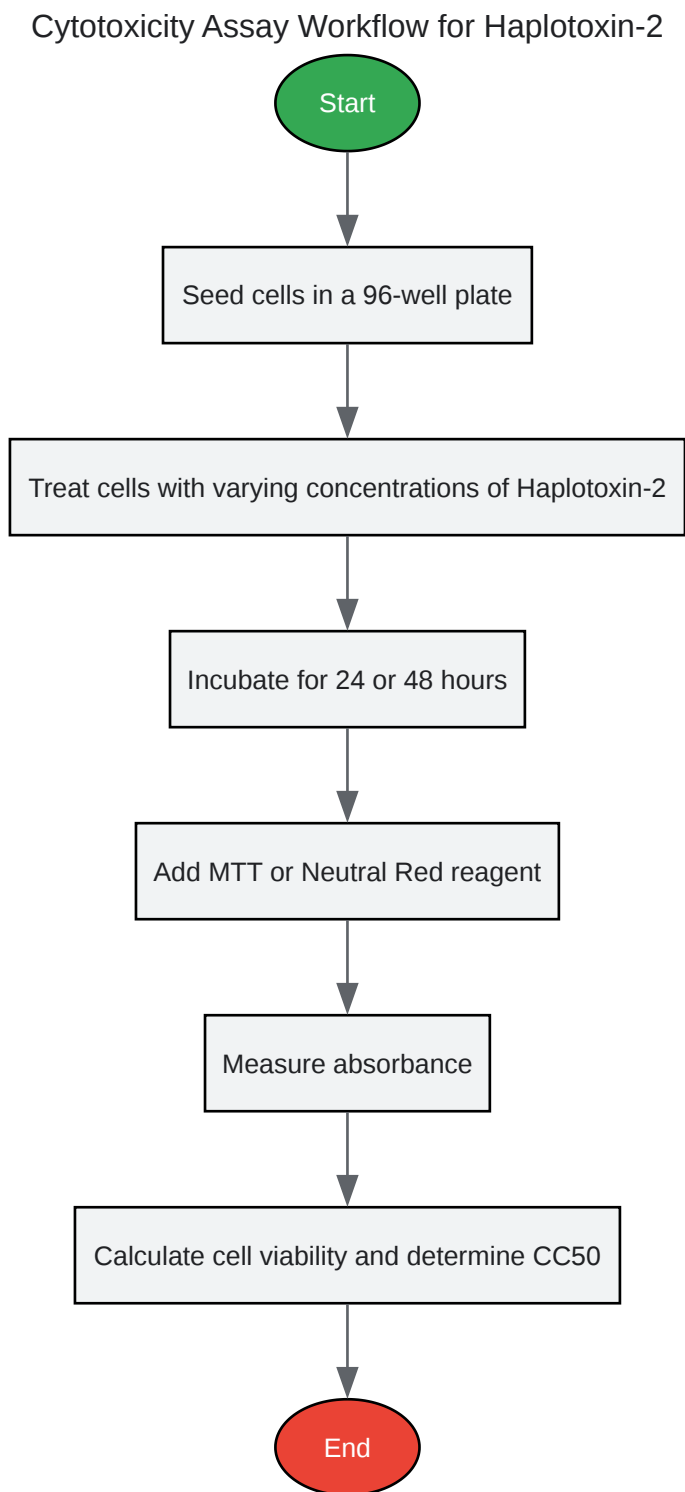 Cytotoxicity Assay Workflow for Haplotoxin-2
Start
Seed cells in a 96-well plate
Treat cells with varying concentrations of Haplotoxin-2
Incubate for 24 or 48 hours
Add MTT or Neutral Red reagent
Measure absorbance
Calculate cell viability and determine CC50
End